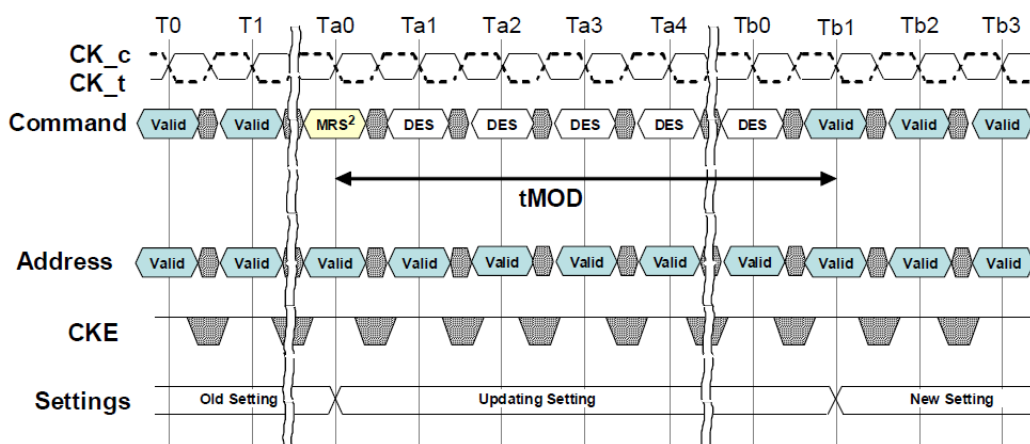 T0 T1 Ta0 Ta1 Ta2 Ta3 Ta4 Tb0 Tb1 Tb2 Tb3
CK_c
CK_t
Command Valid Valid MRS² DES DES DES DES DES Valid Valid Valid
tMOD
Address Valid Valid Valid Valid Valid Valid Valid Valid Valid Valid Valid
CKE
Settings Old Setting Updating Setting New Setting